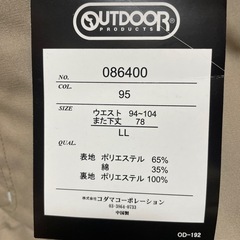 OUTDOOR
PRODUCTS
NO. 086400
COL. 95
SIZE ウエスト 94~104
また下丈 78
LL
QUAL.
表地 ポリエステル 65%
綿 35%
裏地 ポリエステル 100%
株式会社コダマコーポレーション
03-3964-0733
中国製
OD-192